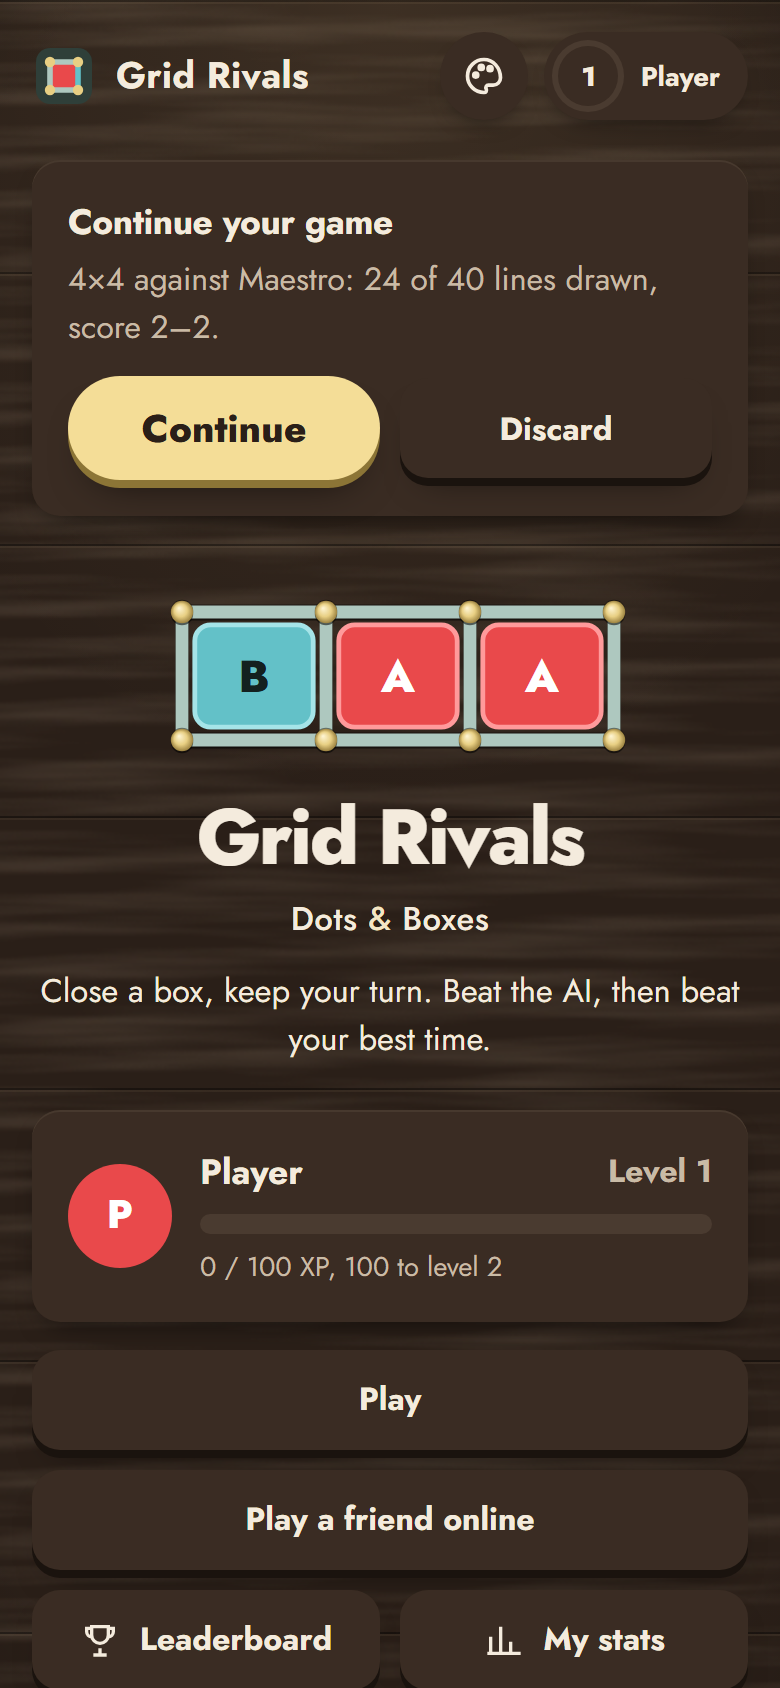 Grid Rivals
1
Player
Continue your game
4×4 against Maestro: 24 of 40 lines drawn,
score 2–2.
Continue
Discard
B
A
A
Grid Rivals
Dots & Boxes
Close a box, keep your turn. Beat the AI, then beat
your best time.
P
Player
Level 1
0 / 100 XP, 100 to level 2
Play
Play a friend online
Leaderboard
My stats